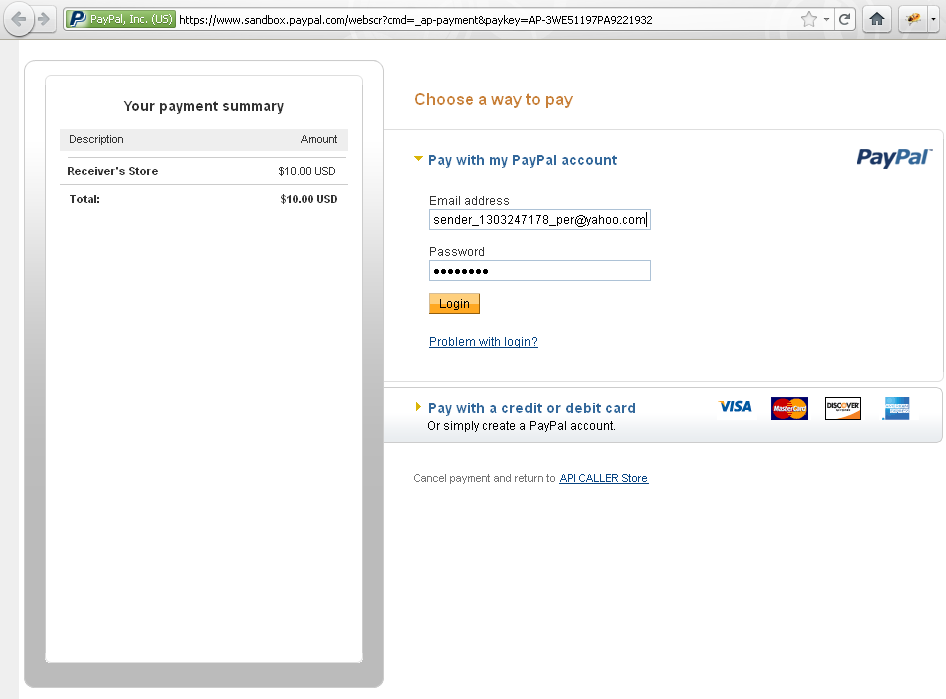 PayPal, Inc. (US) https://www.sandbox.paypal.com/webscr?cmd=_ap-payment&paykey=AP-3WE51197PA9221932
Your payment summary
Description Amount
Receiver's Store $10.00 USD
Total: $10.00 USD
Choose a way to pay
Pay with my PayPal account
PayPal
Email address
sender_1303247178_per@yahoo.com
Password
••••••••
Login
Problem with login?
Pay with a credit or debit card
Or simply create a PayPal account.
VISA MasterCard DISCOVER
Cancel payment and return to API CALLER Store